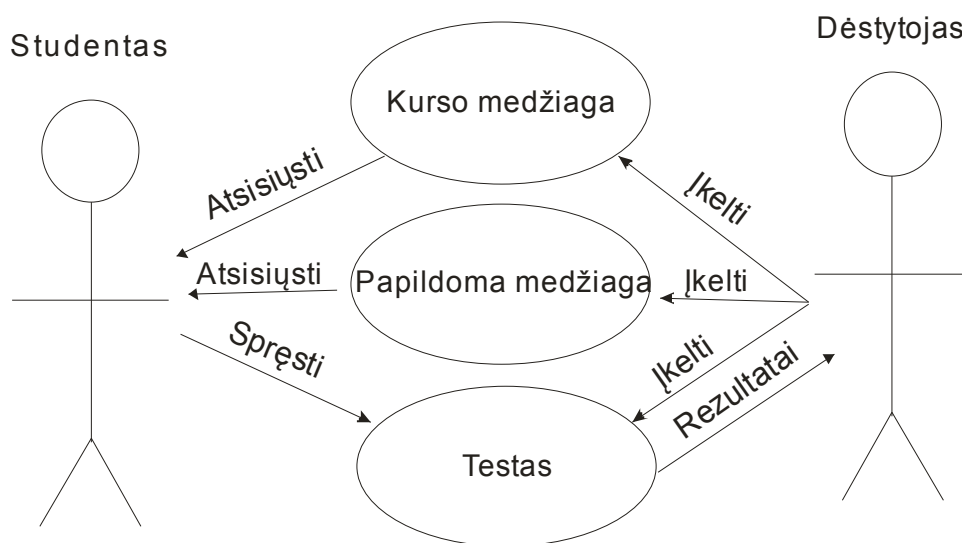 Studentas
Dėstytojas
Kurso medžiaga
Atsisiųsti
Įkelti
Atsisiųsti
Papildoma medžiaga
Įkelti
Spręsti
Įkelti
Rezultatai
Testas